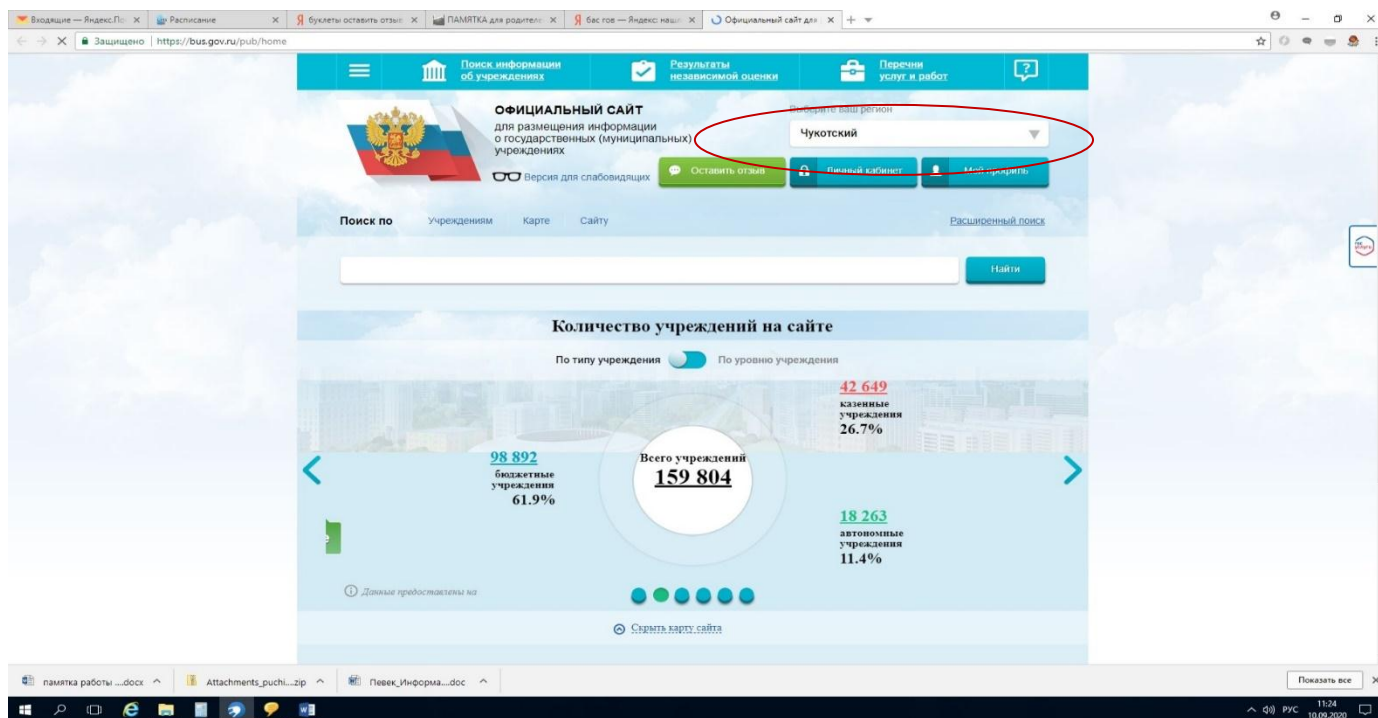 Входящие — Яндекс.По
Расписание
буклеты оставить отзыв
ПАМЯТКА для родителе
бас гов — Яндекс: наш
Официальный сайт для
Защищено | https://bus.gov.ru/pub/home
Поиск информации
об учреждениях
Результаты
независимой оценки
Перечни
услуг и работ
ОФИЦИАЛЬНЫЙ САЙТ
для размещения информации
о государственных (муниципальных)
учреждениях
Версия для слабовидящих
Выберите ваш регион
Чукотский
Оставить отзыв
Личный кабинет
Мой профиль
Поиск по Учреждениям Карте Сайту
Расширенный поиск
Найти
Количество учреждений на сайте
По типу учреждения По уровню учреждения
42 649
казенные
учреждения
26.7%
98 892
бюджетные
учреждения
61.9%
Всего учреждений
159 804
18 263
автономные
учреждения
11.4%
Данные предоставлены на
Скрыть карту сайта
памятка работы ....docx
Attachments_puchi....zip
Певек_Информа....doc
Показать все
РУС
11:24
10.09.2020